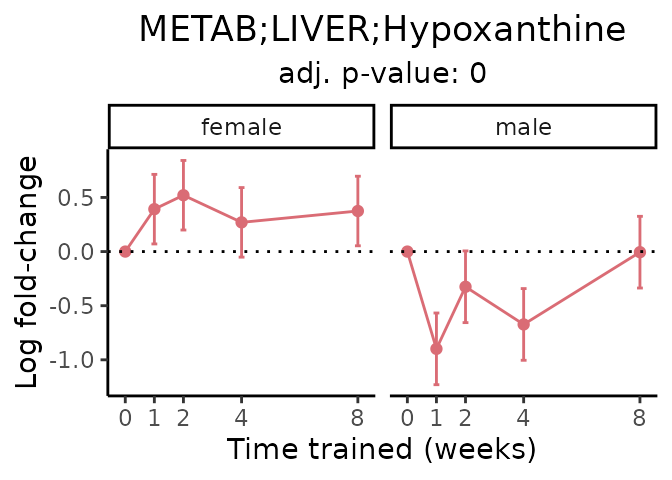 METAB;LIVER;Hypoxanthine
adj. p-value: 0
female male
Log fold-change
0.5
0.0
-0.5
-1.0
0 1 2 4 8 0 1 2 4 8
Time trained (weeks)